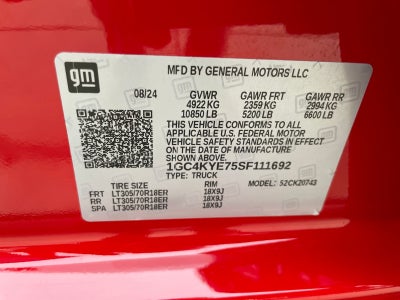 gm
MFD BY GENERAL MOTORS LLC
08/24 GVWR GAWR FRT GAWR RR
4922 KG 2359 KG 2994 KG
10850 LB 5200 LB 6600 LB
THIS VEHICLE CONFORMS TO ALL
APPLICABLE U.S. FEDERAL MOTOR
VEHICLE SAFETY STANDARDS IN EFFECT
ON THE DATE OF MANUFACTURE
SHOWN ABOVE.
1GC4KYE75SF111692
TYPE: TRUCK
TIRE SIZE RIM MODEL: 52CK20743
FRT LT305/70R18ER 18X9J
RR LT305/70R18ER 18X9J
SPA LT305/70R18ER 18X9J